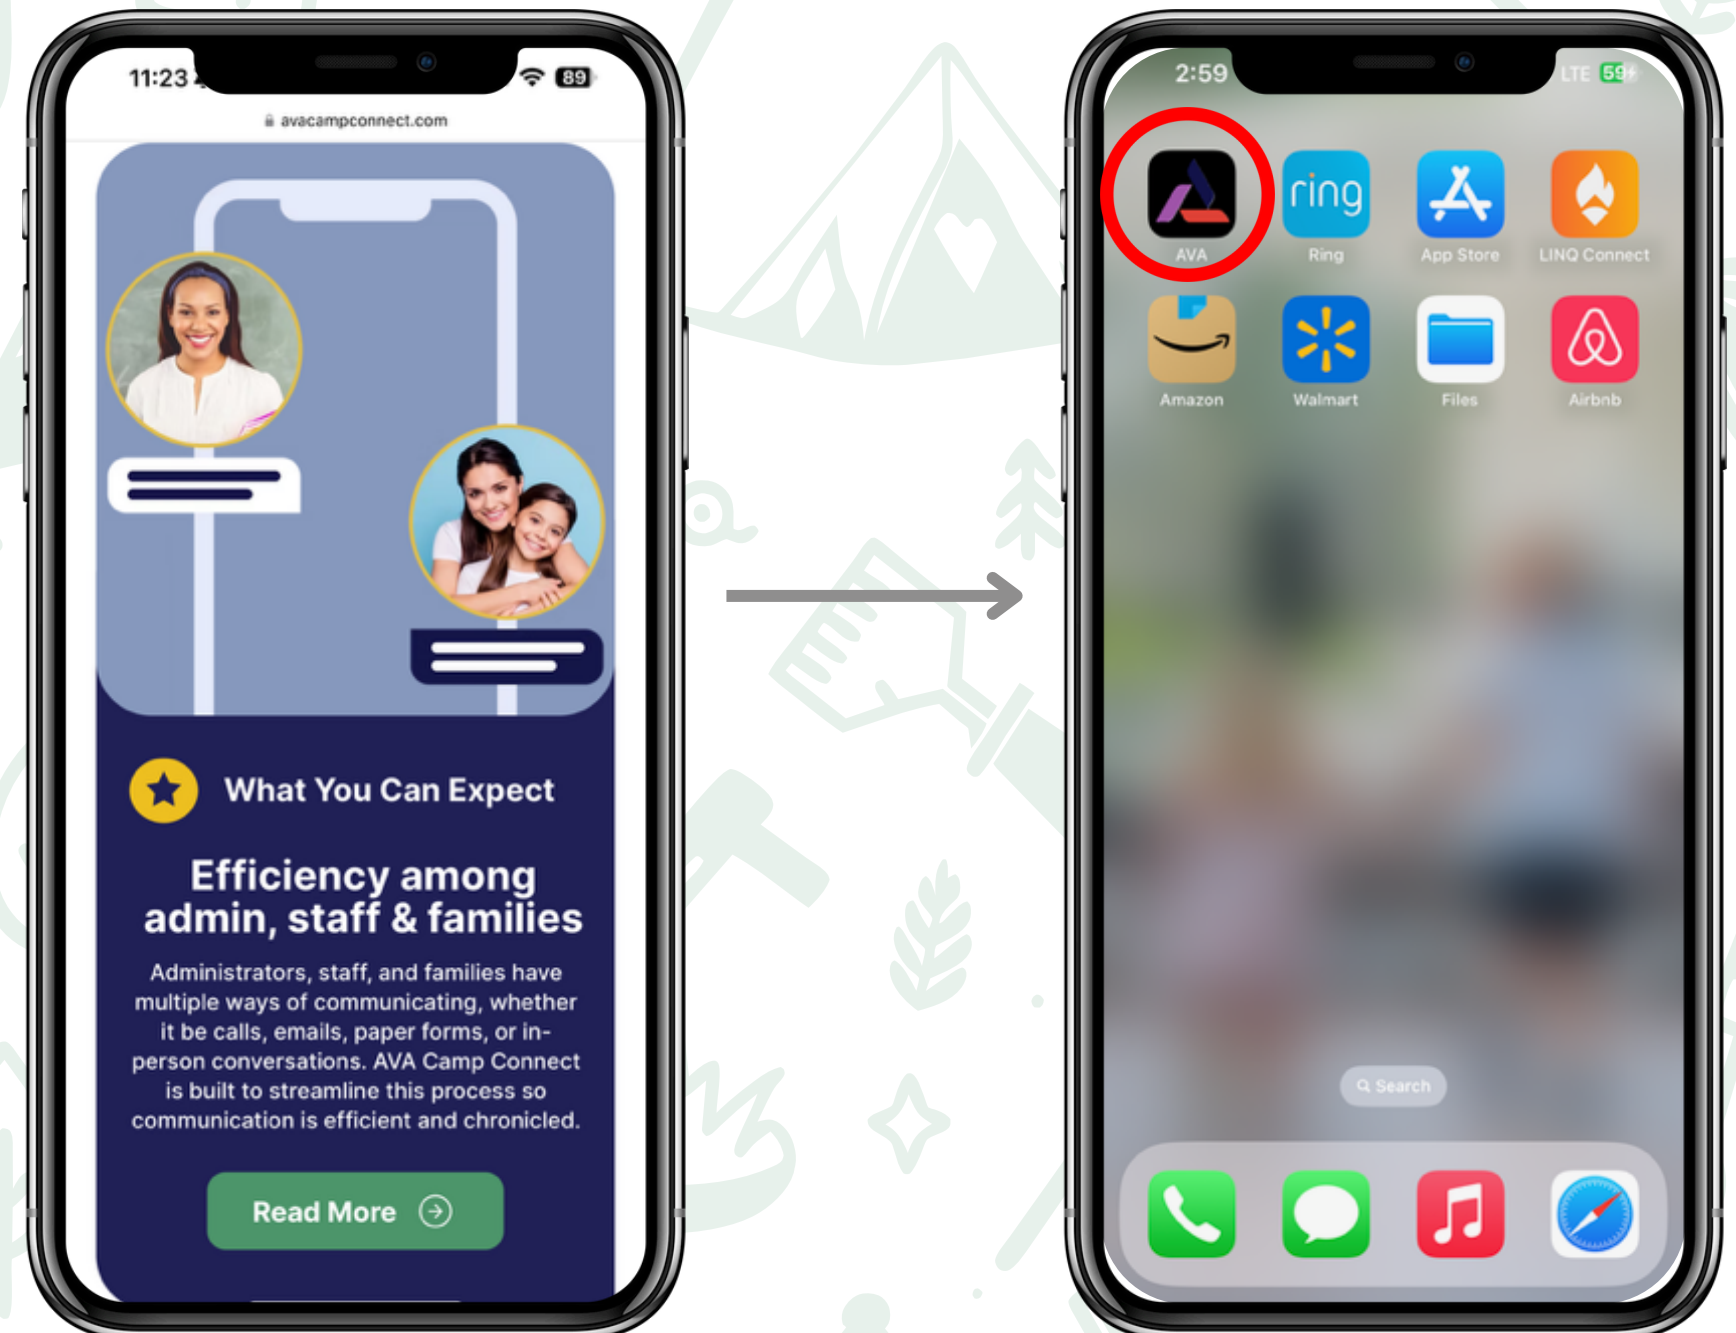 11:23
89
avacampconnect.com
What You Can Expect
Efficiency among
admin, staff & families
Administrators, staff, and families have
multiple ways of communicating, whether
it be calls, emails, paper forms, or in-
person conversations. AVA Camp Connect
is built to streamline this process so
communication is efficient and chronicled.
Read More
2:59
LTE 59
ring
AVA
Ring
App Store
LINQ Connect
Amazon
Walmart
Files
Airbnb
Search